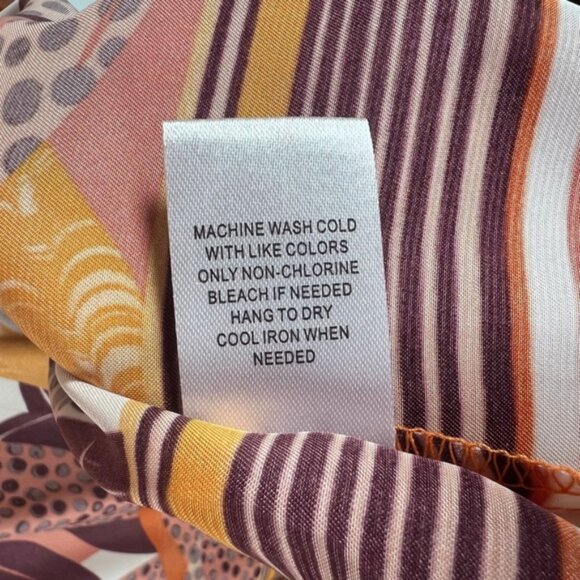 MACHINE WASH COLD
WITH LIKE COLORS
ONLY NON-CHLORINE
BLEACH IF NEEDED
HANG TO DRY
COOL IRON WHEN
NEEDED